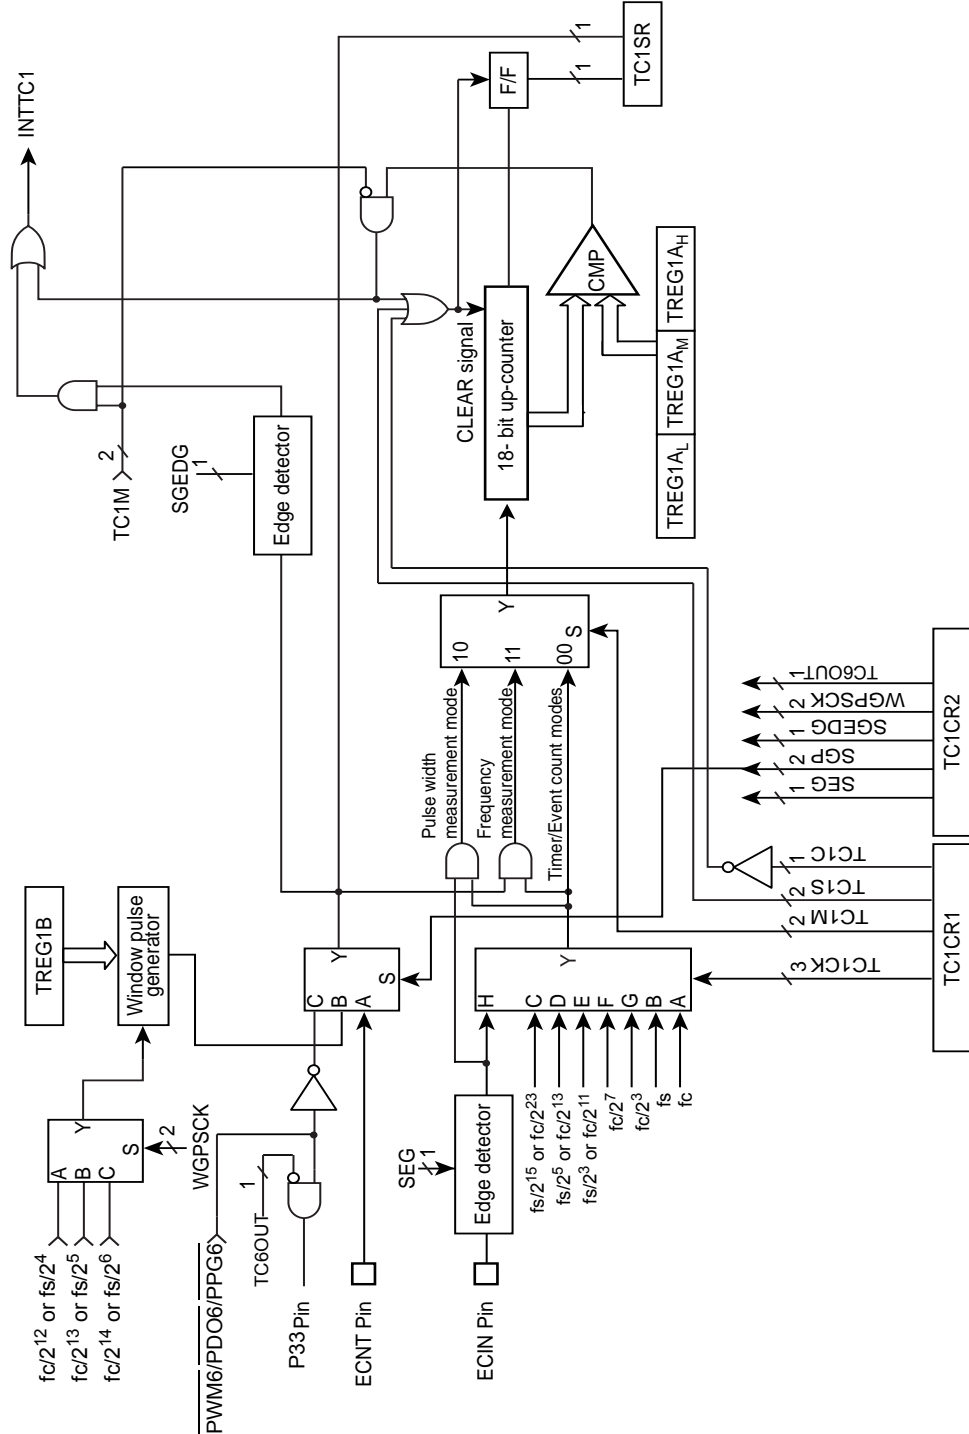 fc/2^12 or fs/2^4
fc/2^13 or fs/2^5
fc/2^14 or fs/2^6
A
B
C
Y
S
2
WGPSCK
TREG1B
Window pulse
generator
PWM6/PDO6/PPG6
TC6OUT
1
P33 Pin
ECNT Pin
C
B
A
Y
S
TC1M
2
SGEDG
1
Edge detector
INTTC1
ECIN Pin
SEG
1
Edge detector
fs/2^15 or fc/2^23
fs/2^5 or fc/2^13
fs/2^3 or fc/2^11
fc/2^7
fc/2^3
fs
fc
H
C
D
E
F
G
B
A
Y
Pulse width
measurement mode
Frequency
measurement mode
Timer/Event count modes
10
11
00
Y
S
CLEAR signal
18- bit up-counter
F/F
1
1
TC1SR
CMP
TREG1A_L
TREG1A_M
TREG1A_H
3 TC1CK
2 TC1M
2 TC1S
1 TC1C
TC1CR1
1 SEG
2 SGP
1 SGEDG
2 WGPSCK
1 TC6OUT
TC1CR2